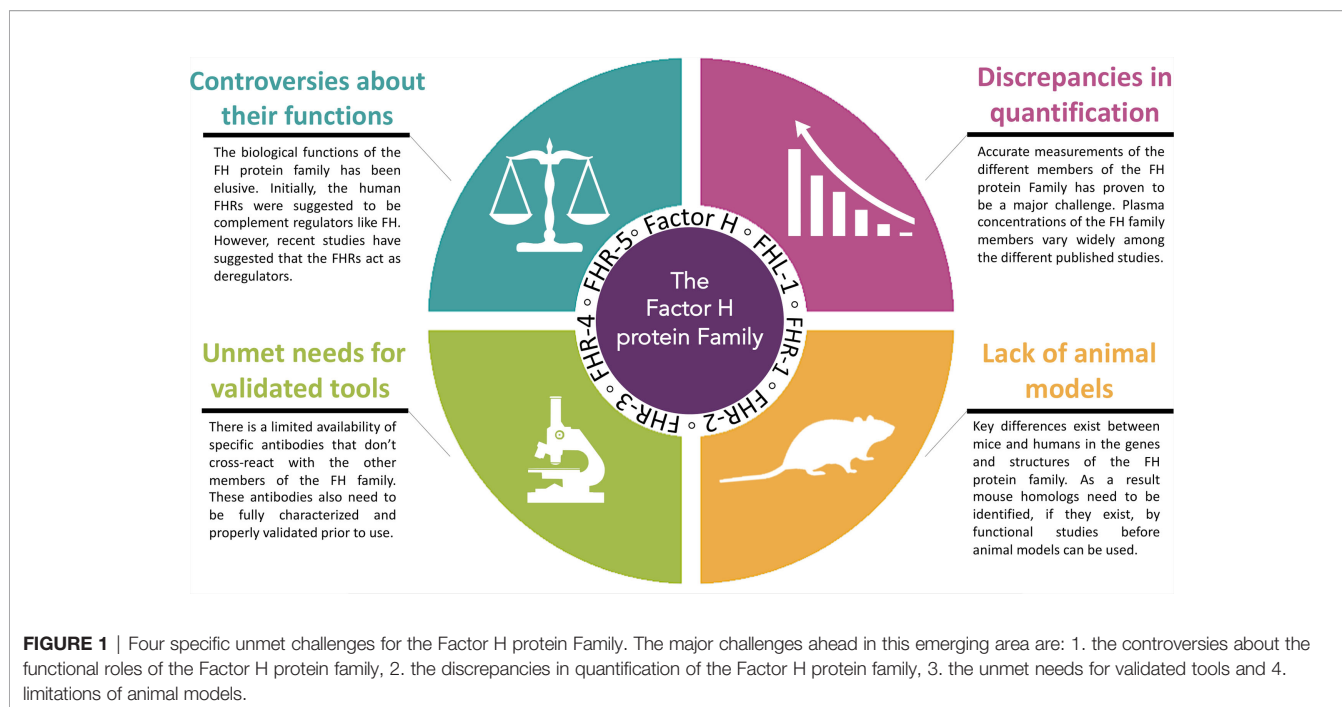 Controversies about
their functions
The biological functions of the
FH protein family has been
elusive. Initially, the human
FHRs were suggested to be
complement regulators like FH.
However, recent studies have
suggested that the FHRs act as
deregulators.
Discrepancies in
quantification
Accurate measurements of the
different members of the FH
protein Family has proven to
be a major challenge. Plasma
concentrations of the FH family
members vary widely among
the different published studies.
The
Factor H
protein Family
Factor H ∘ FHL-1 ∘ FHR-1 ∘ FHR-2 ∘ FHR-3 ∘ FHR-4 ∘ FHR-5 ∘
Unmet needs for
validated tools
There is a limited availability of
specific antibodies that don't
cross-react with the other
members of the FH family.
These antibodies also need to
be fully characterized and
properly validated prior to use.
Lack of animal
models
Key differences exist between
mice and humans in the genes
and structures of the FH
protein family. As a result
mouse homologs need to be
identified, if they exist, by
functional studies before
animal models can be used.
FIGURE 1 | Four specific unmet challenges for the Factor H protein Family. The major challenges ahead in this emerging area are: 1. the controversies about the
functional roles of the Factor H protein family, 2. the discrepancies in quantification of the Factor H protein family, 3. the unmet needs for validated tools and 4.
limitations of animal models.